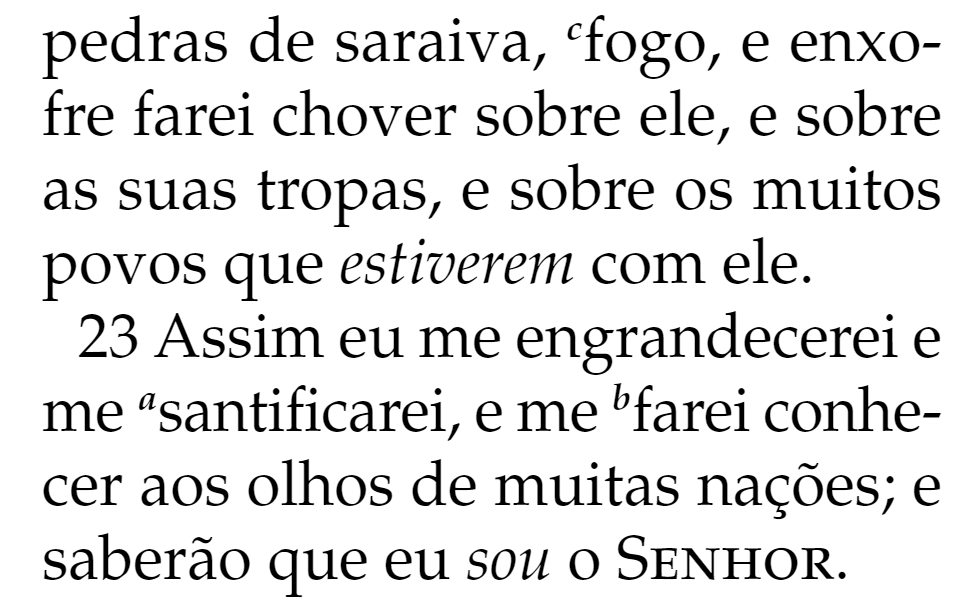 pedras de saraiva, cfogo, e enxo-
fre farei chover sobre ele, e sobre
as suas tropas, e sobre os muitos
povos que estiverem com ele.
23 Assim eu me engrandecerei e
me asantificarei, e me bfarei conhe-
cer aos olhos de muitas nações; e
saberão que eu sou o SENHOR.